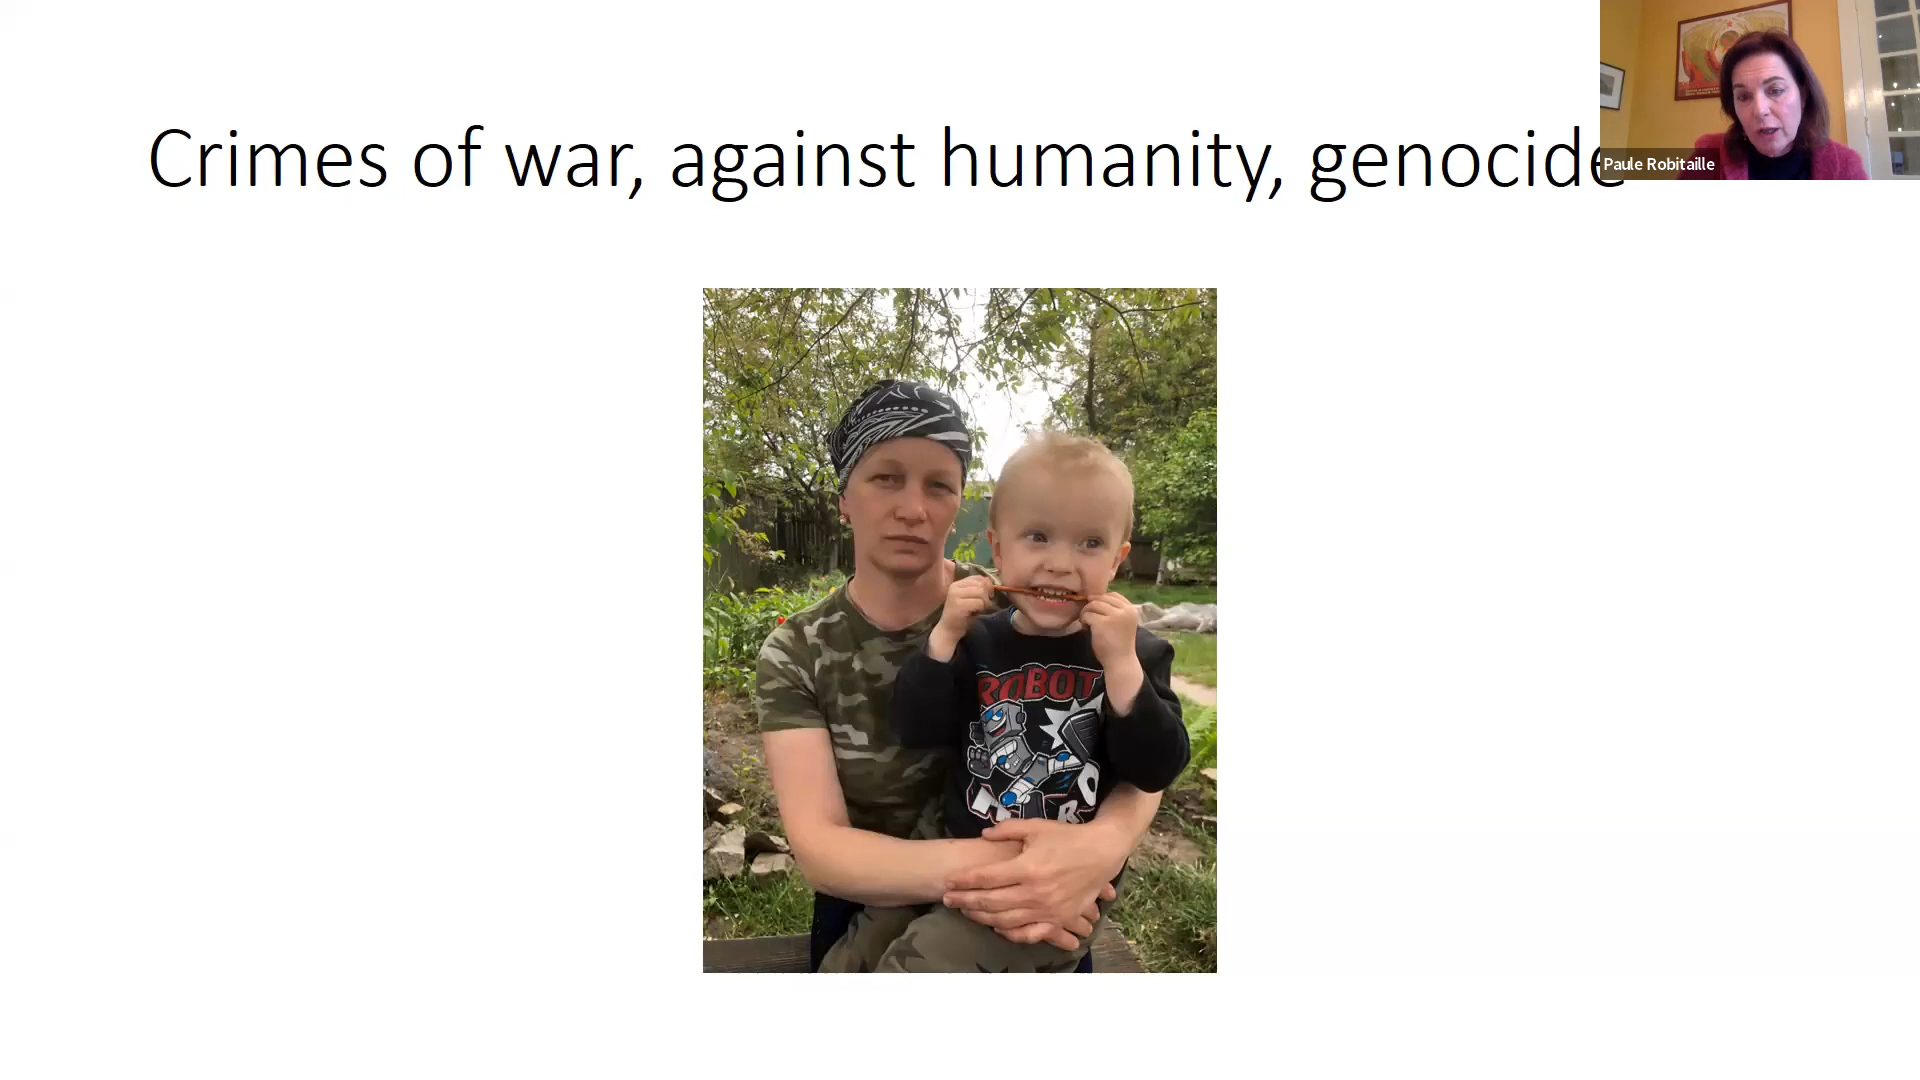 Crimes of war, against humanity, genocide
Paule Robitaille
ROBOT